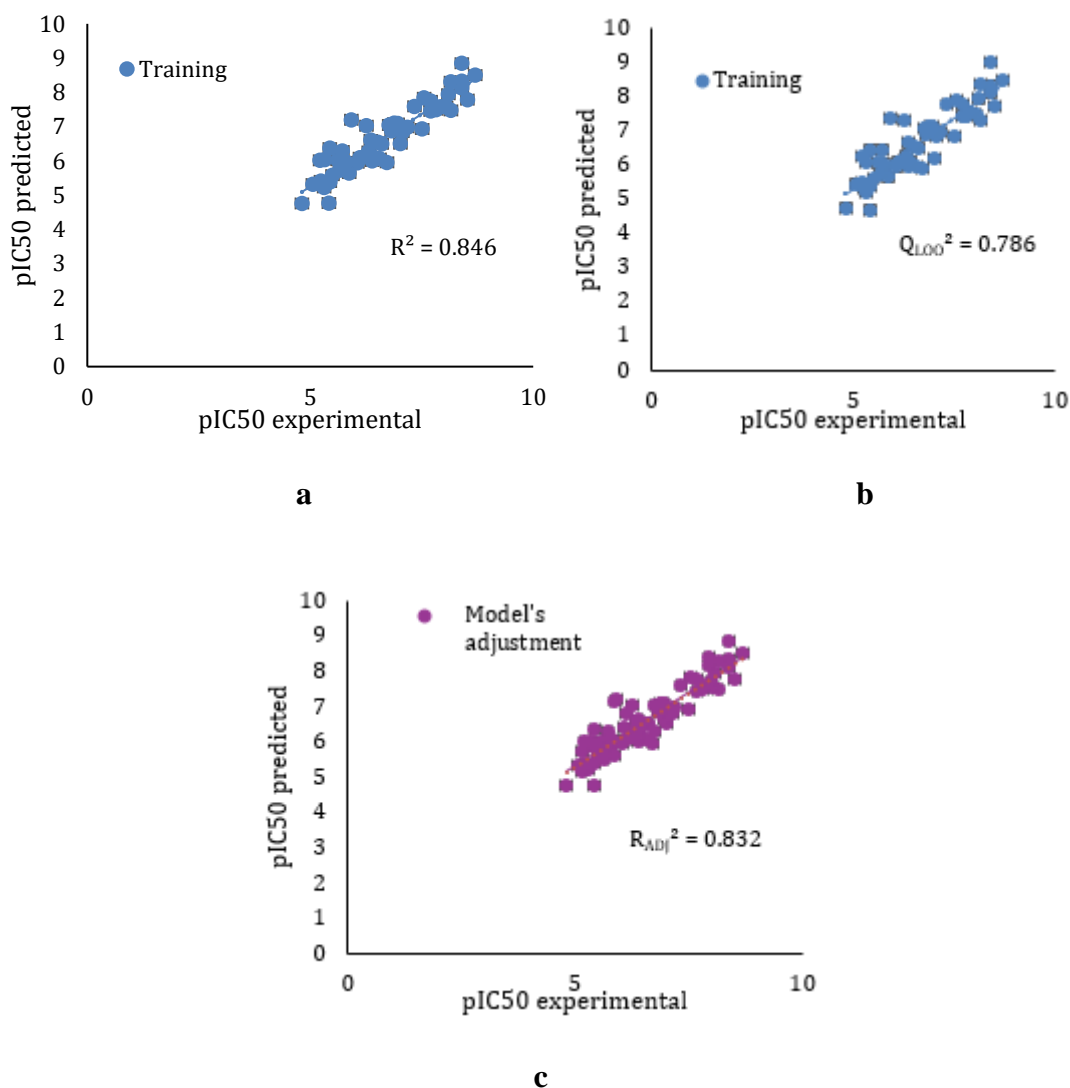 10
9
8
7
6
5
4
3
2
1
0
pIC50 predicted
Training
R² = 0.846
0
5
10
pIC50 experimental
a
10
9
8
7
6
5
4
3
2
1
0
pIC50 predicted
Training
Q_LOO² = 0.786
0
5
10
pIC50 experimental
b
10
9
8
7
6
5
4
3
2
1
0
pIC50 predicted
Model's
adjustment
R_ADJ² = 0.832
0
5
10
pIC50 experimental
c